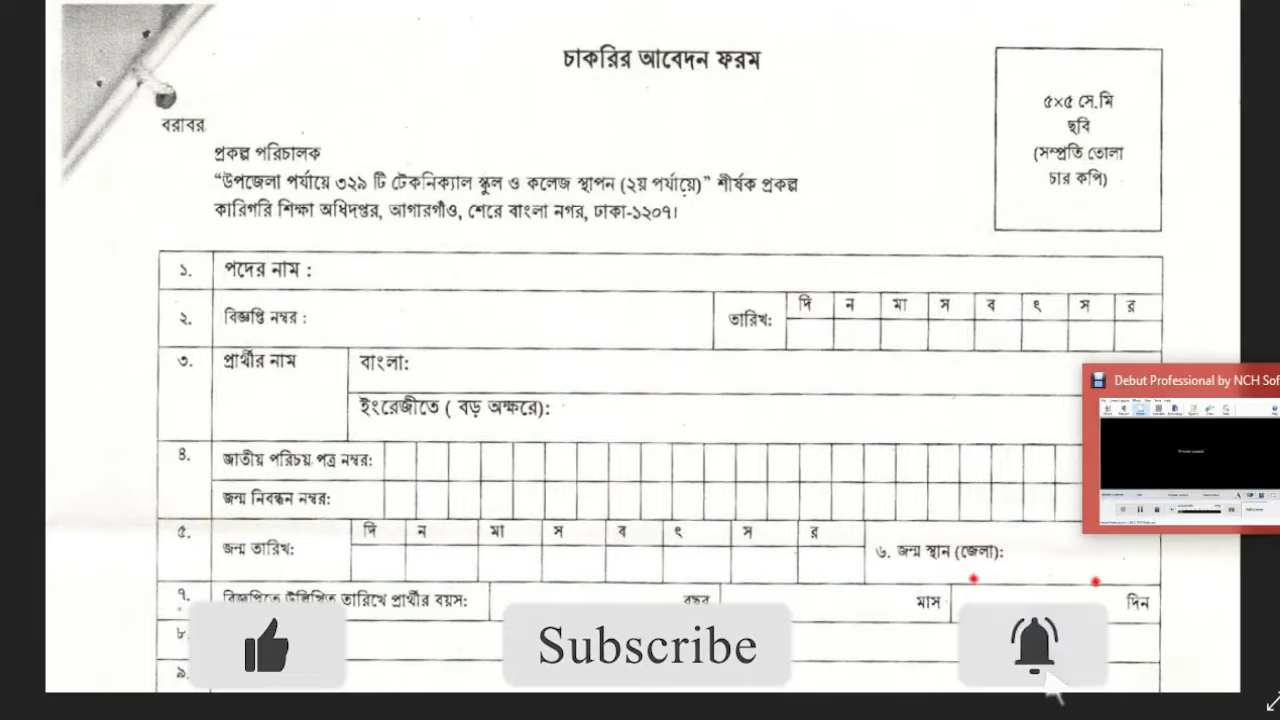 চাকরির আবেদন ফরম
৫×৫ সে.মি
ছবি
(সম্প্রতি তোলা
চার কপি)
বরাবর
প্রকল্প পরিচালক
“উপজেলা পর্যায়ে ৩২৯ টি টেকনিক্যাল স্কুল ও কলেজ স্থাপন (২য় পর্যায়ে)” শীর্ষক প্রকল্প
কারিগরি শিক্ষা অধিদপ্তর, আগারগাঁও, শেরে বাংলা নগর, ঢাকা-১২০৭।
১. পদের নাম :
২. বিজ্ঞপ্তি নম্বর : তারিখ: দি ন মা স ব ৎ স র
৩. প্রার্থীর নাম বাংলা:
ইংরেজীতে ( বড় অক্ষরে):
৪. জাতীয় পরিচয় পত্র নম্বর:
জন্ম নিবন্ধন নম্বর:
৫. জন্ম তারিখ: দি ন মা স ব ৎ স র ৬. জন্ম স্থান (জেলা):
৭. বিজ্ঞপ্তিতে উল্লিখিত তারিখে প্রার্থীর বয়স: বছর মাস দিন
৮.
৯.
Debut Professional by NCH Sof
Subscribe